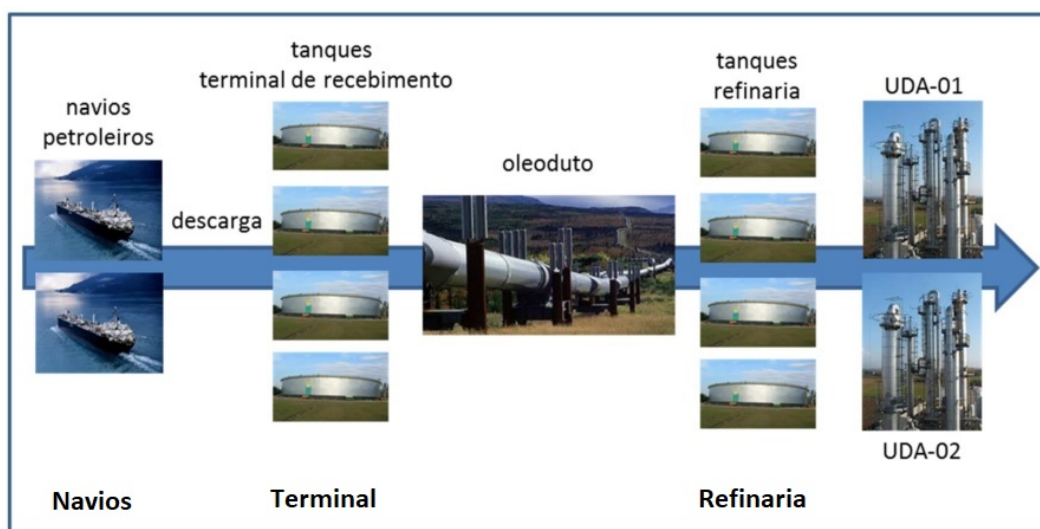 navios
petroleiros
descarga
tanques
terminal de recebimento
oleoduto
tanques
refinaria
UDA-01
UDA-02
Navios
Terminal
Refinaria